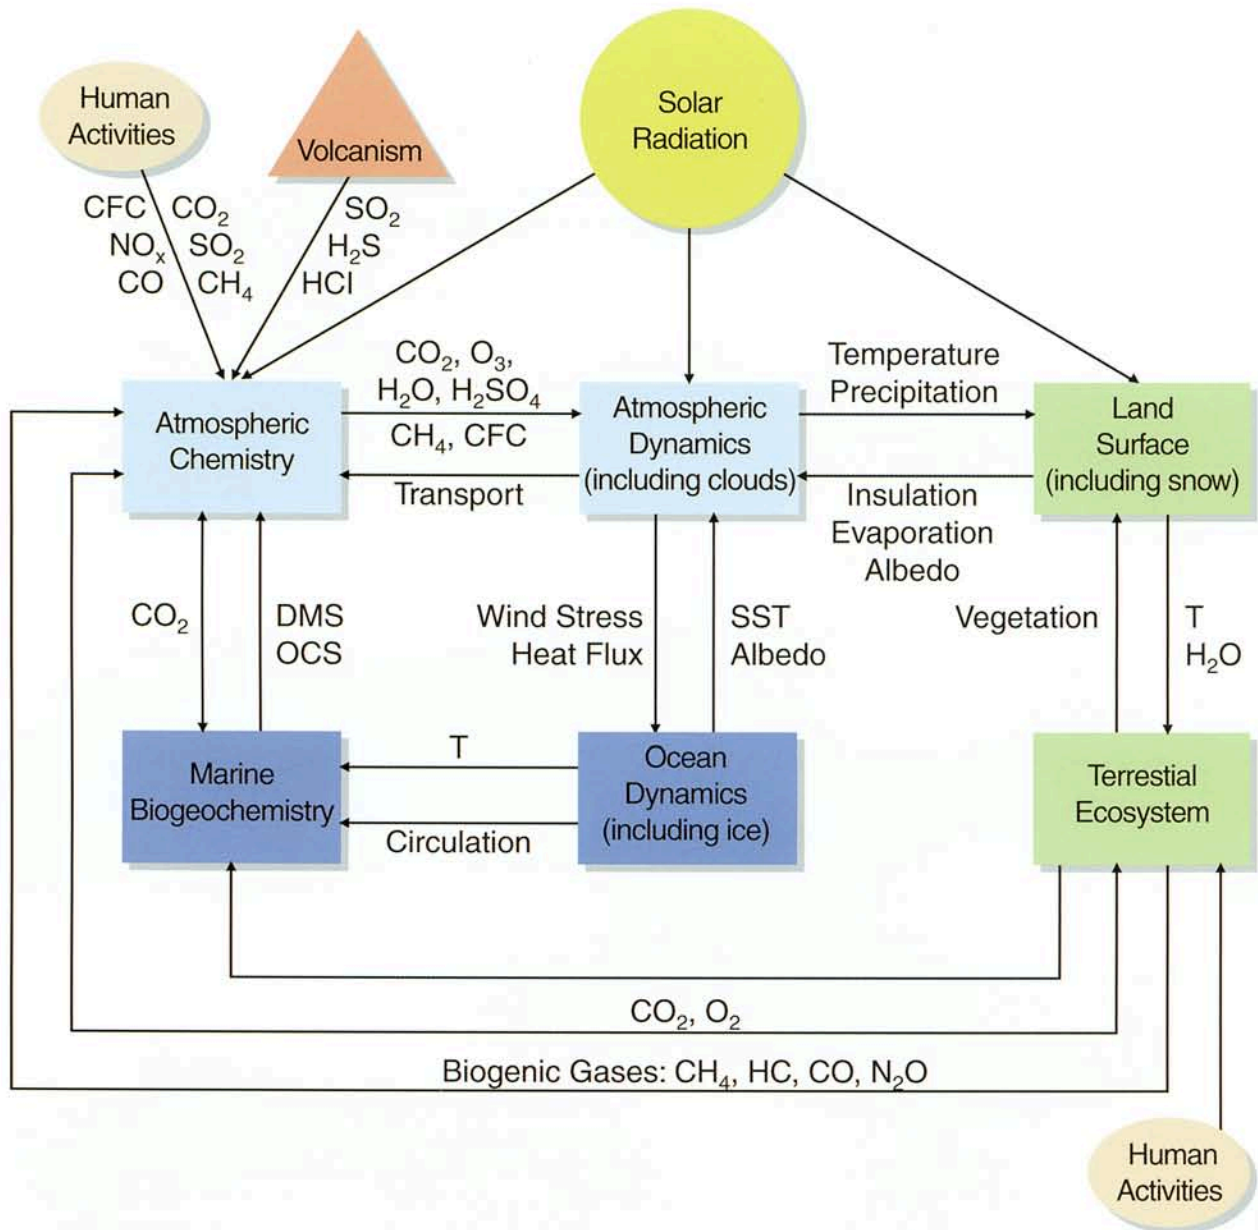 Human
Activities
Volcanism
Solar
Radiation
CFC CO₂
NOₓ SO₂
CO CH₄
SO₂
H₂S
HCl
CO₂, O₃,
H₂O, H₂SO₄
CH₄, CFC
Transport
Temperature
Precipitation
Atmospheric
Chemistry
Atmospheric
Dynamics
(including clouds)
Land
Surface
(including snow)
Insulation
Evaporation
Albedo
CO₂
DMS
OCS
Wind Stress
Heat Flux
SST
Albedo
Vegetation
T
H₂O
Marine
Biogeochemistry
T
Circulation
Ocean
Dynamics
(including ice)
Terrestial
Ecosystem
CO₂, O₂
Biogenic Gases: CH₄, HC, CO, N₂O
Human
Activities